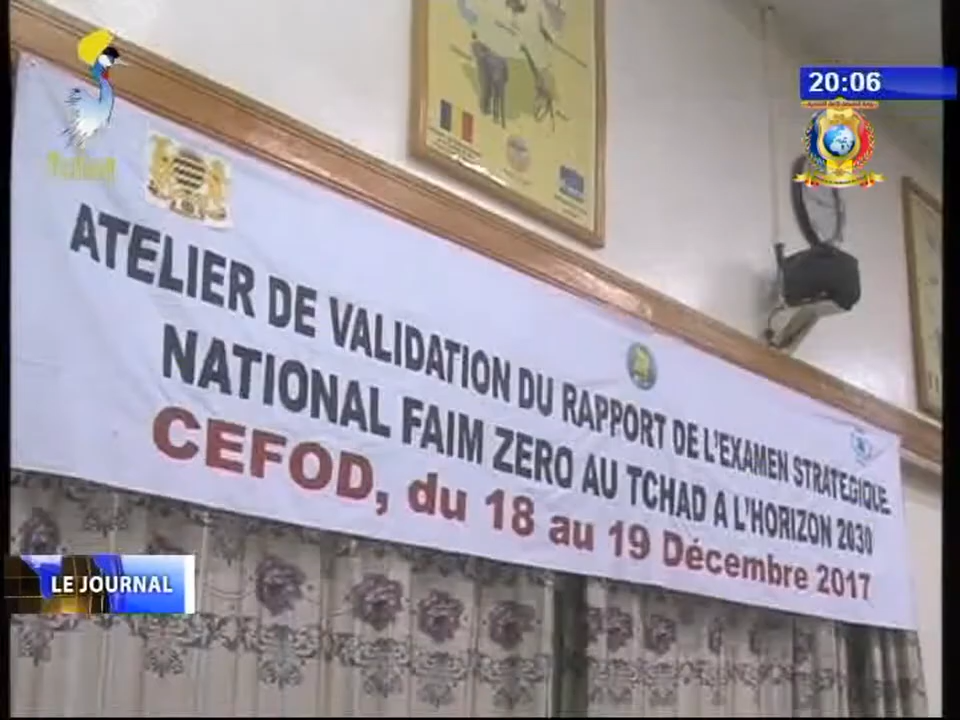 20:06
ATELIER DE VALIDATION DU RAPPORT DE L'EXAMEN STRATEGIQUE
NATIONAL FAIM ZERO AU TCHAD A L'HORIZON 2030
CEFOD, du 18 au 19 Décembre 2017
LE JOURNAL